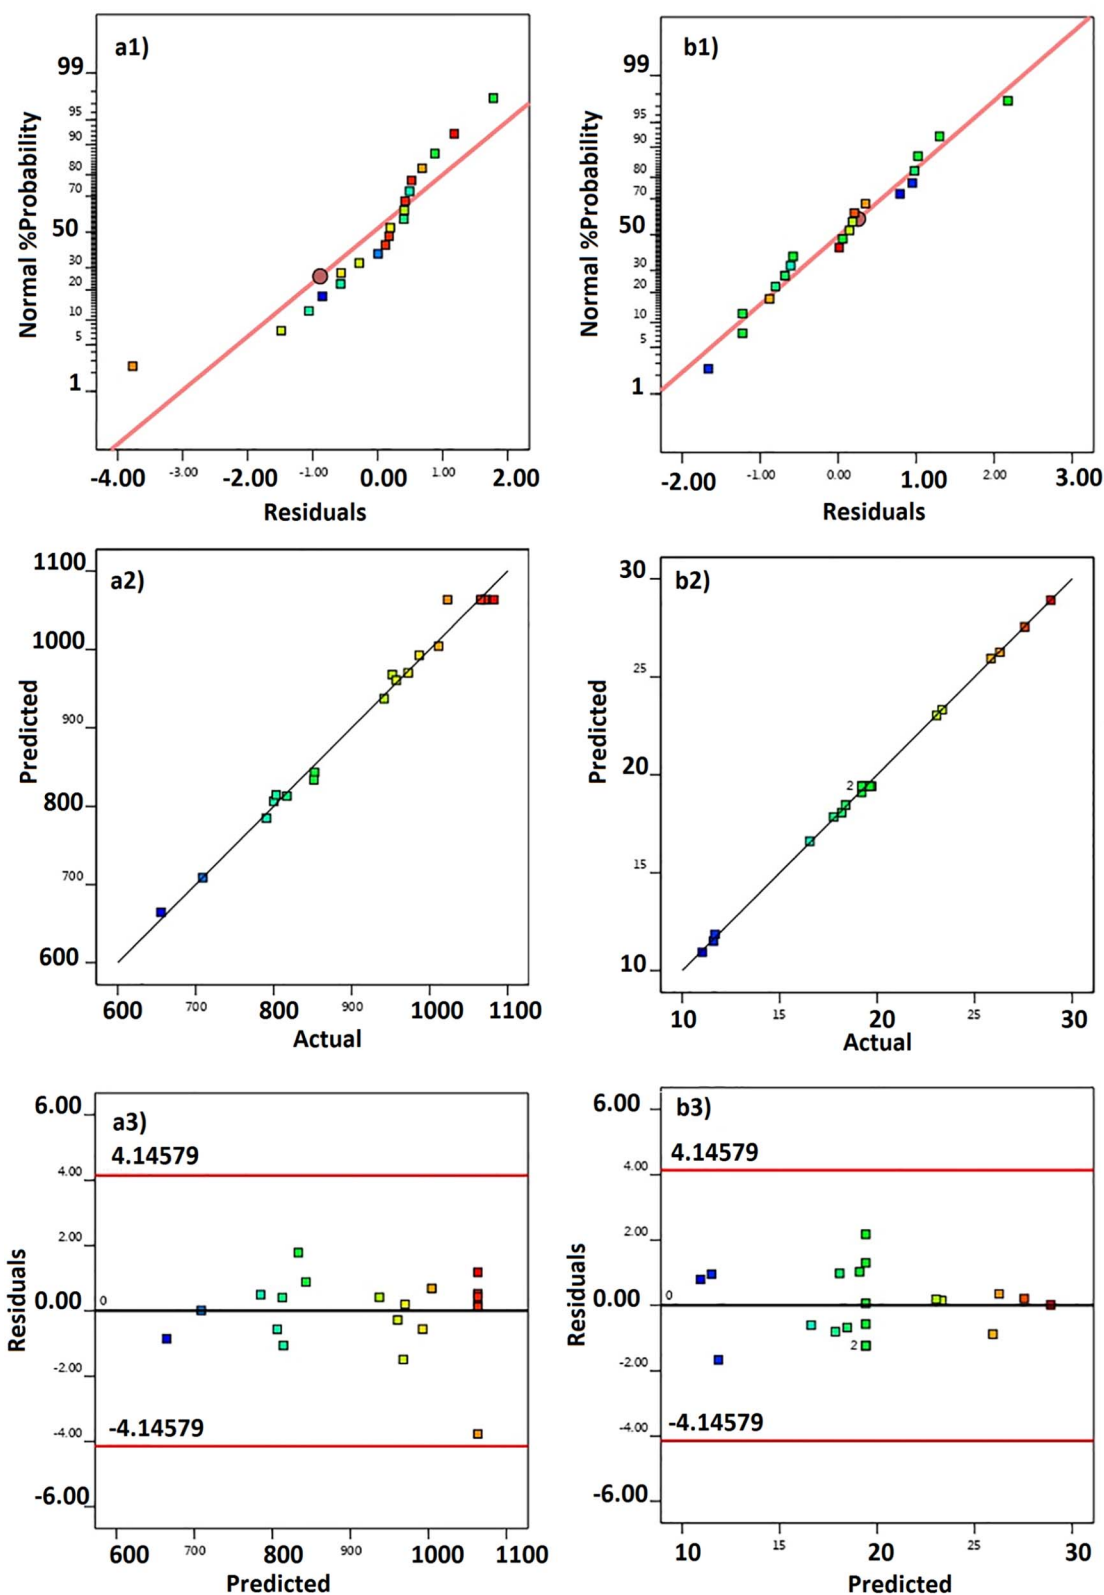 a1)
99
95
90
80
70
50
30
20
10
5
1
Normal %Probability
-4.00 -3.00 -2.00 -1.00 0.00 1.00 2.00
Residuals
b1)
99
95
90
80
70
50
30
20
10
5
1
Normal %Probability
-2.00 -1.00 0.00 1.00 2.00 3.00
Residuals
a2)
1100
1000
900
800
700
600
Predicted
600 700 800 900 1000 1100
Actual
b2)
30
25
20
15
10
Predicted
2
10 15 20 25 30
Actual
a3)
6.00
4.14579
4.00
2.00
0.00
0
-2.00
-4.14579
-4.00
-6.00
Residuals
600 700 800 900 1000 1100
Predicted
b3)
6.00
4.14579
4.00
2.00
0.00
0
2
-2.00
-4.14579
-4.00
-6.00
Residuals
10 15 20 25 30
Predicted